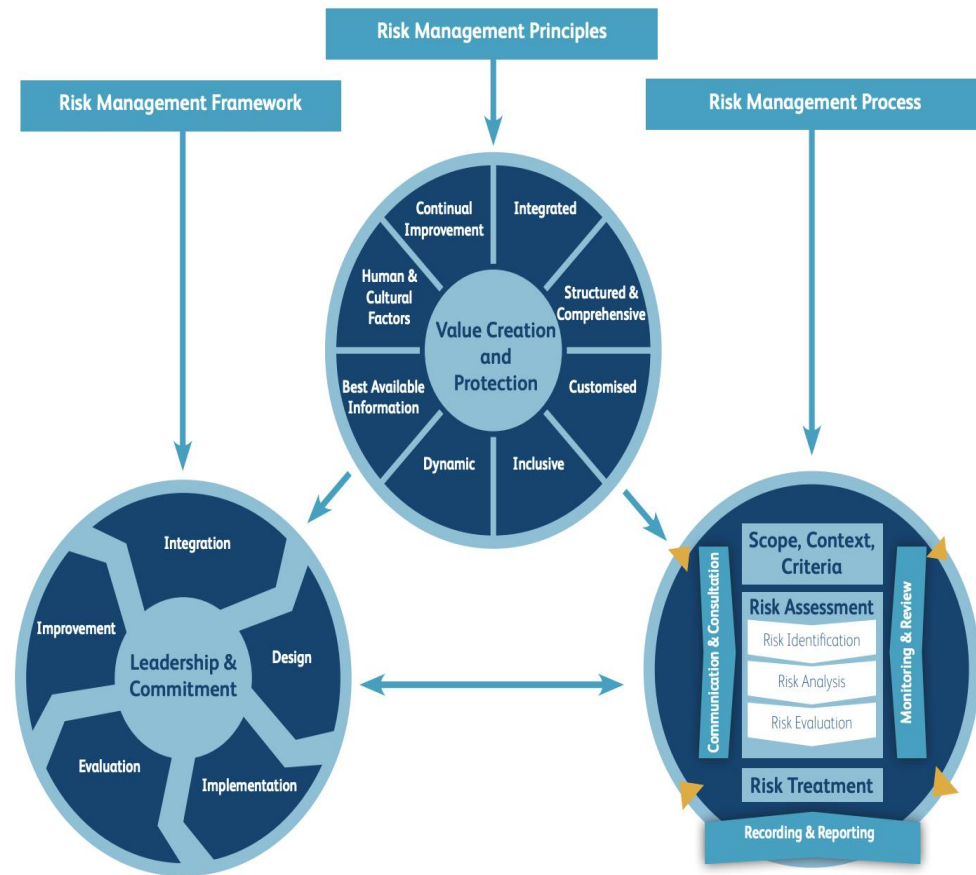 Risk Management Principles
Risk Management Framework
Risk Management Process
Continual
Improvement
Integrated
Human &
Cultural
Factors
Structured &
Comprehensive
Value Creation
and
Protection
Best Available
Information
Customised
Dynamic
Inclusive
Integration
Improvement
Design
Leadership &
Commitment
Evaluation
Implementation
Scope, Context,
Criteria
Communication & Consultation
Risk Assessment
Risk Identification
Risk Analysis
Risk Evaluation
Monitoring & Review
Risk Treatment
Recording & Reporting